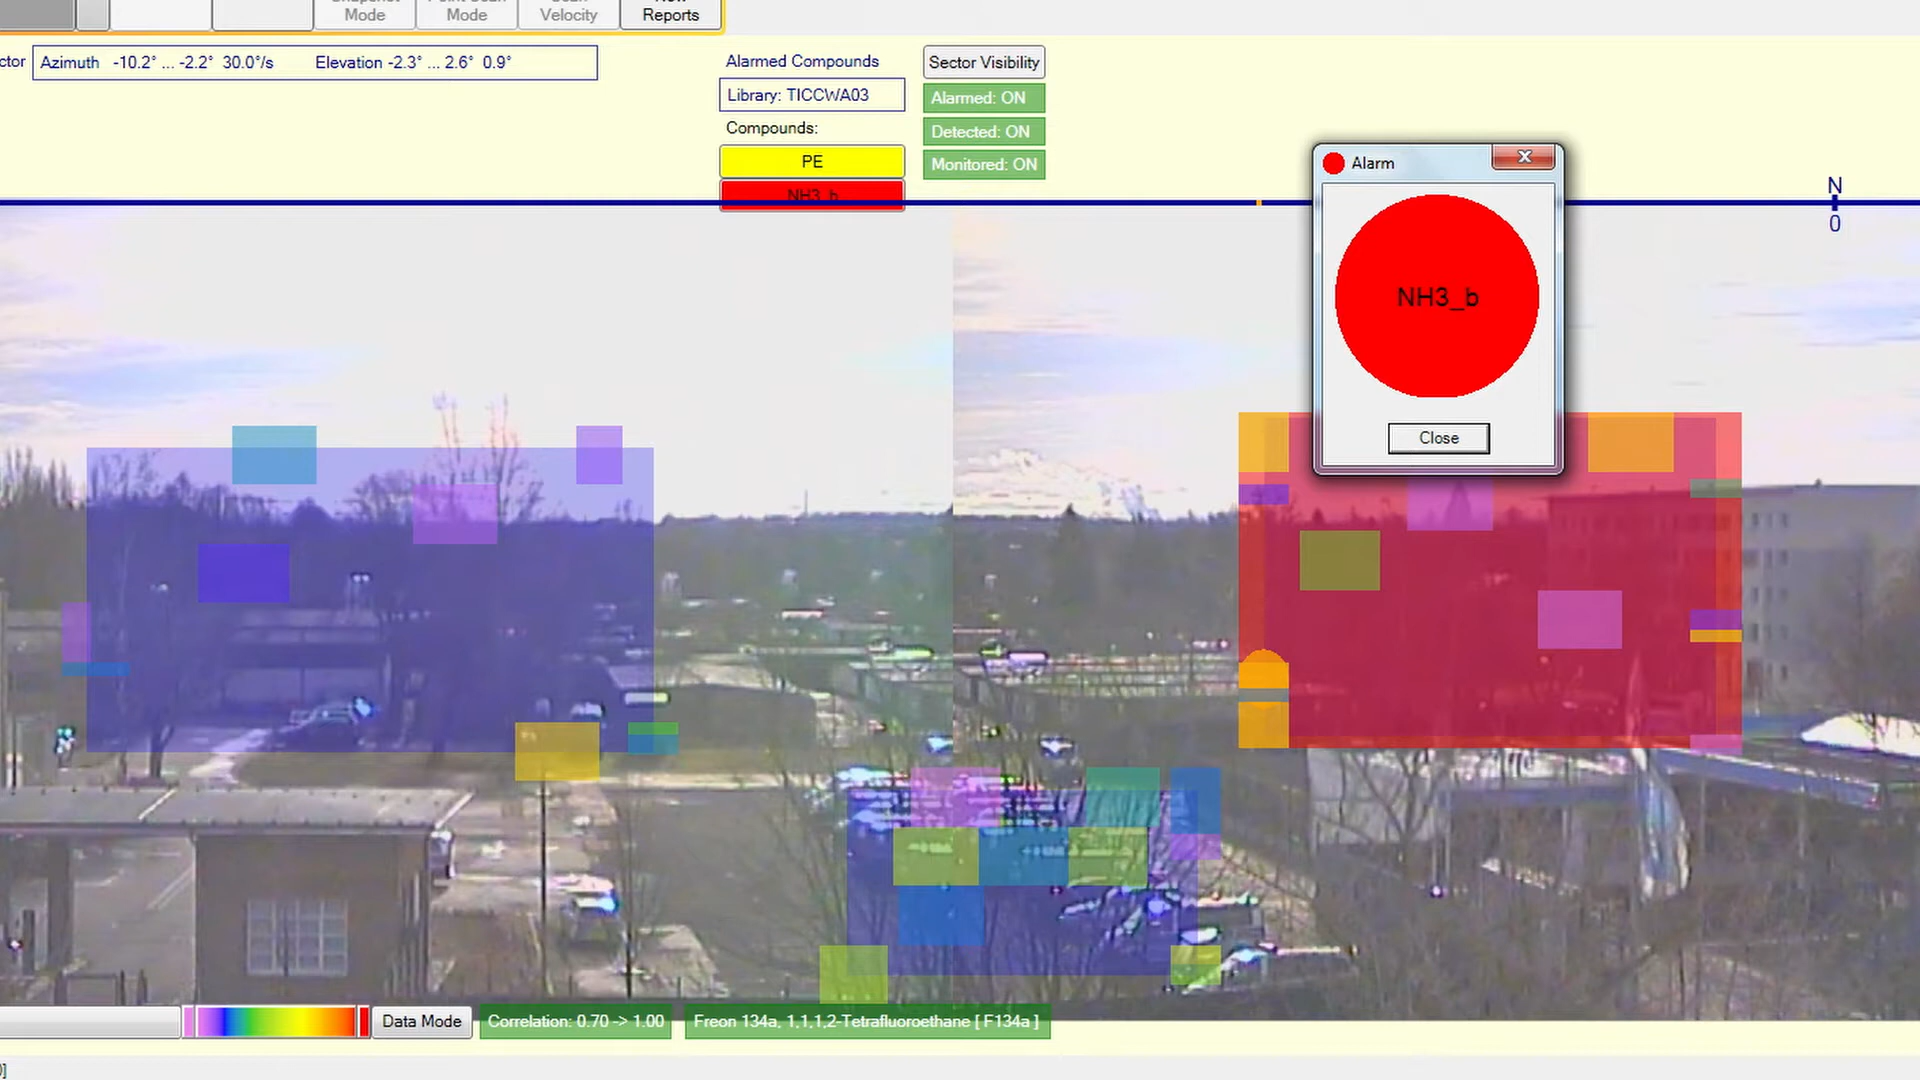 Mode
Mode
Velocity
Reports
ctor
Azimuth -10.2° ... -2.2° 30.0°/s Elevation -2.3° ... 2.6° 0.9°
Alarmed Compounds
Library: TICCWA03
Compounds:
PE
NH3_b
Sector Visibility
Alarmed: ON
Detected: ON
Monitored: ON
Alarm
NH3_b
Close
N
0
Data Mode
Correlation: 0.70 -> 1.00
Freon 134a, 1,1,1,2-Tetrafluoroethane [ F134a ]